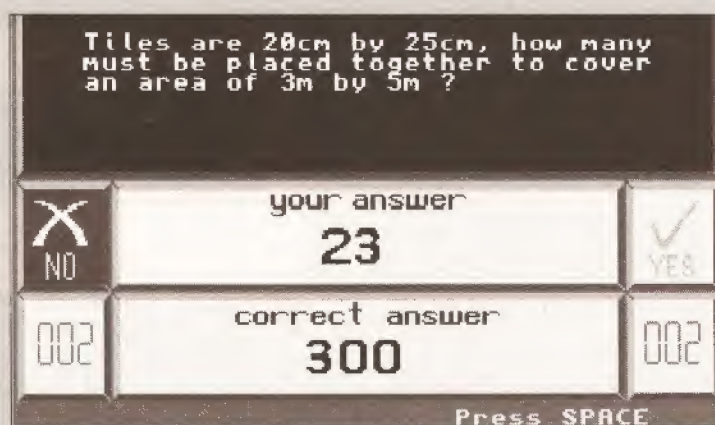 Tiles are 20cm by 25cm, how many
must be placed together to cover
an area of 3m by 5m ?
your answer
NO
23
YES
correct answer
002
300
002
Press SPACE